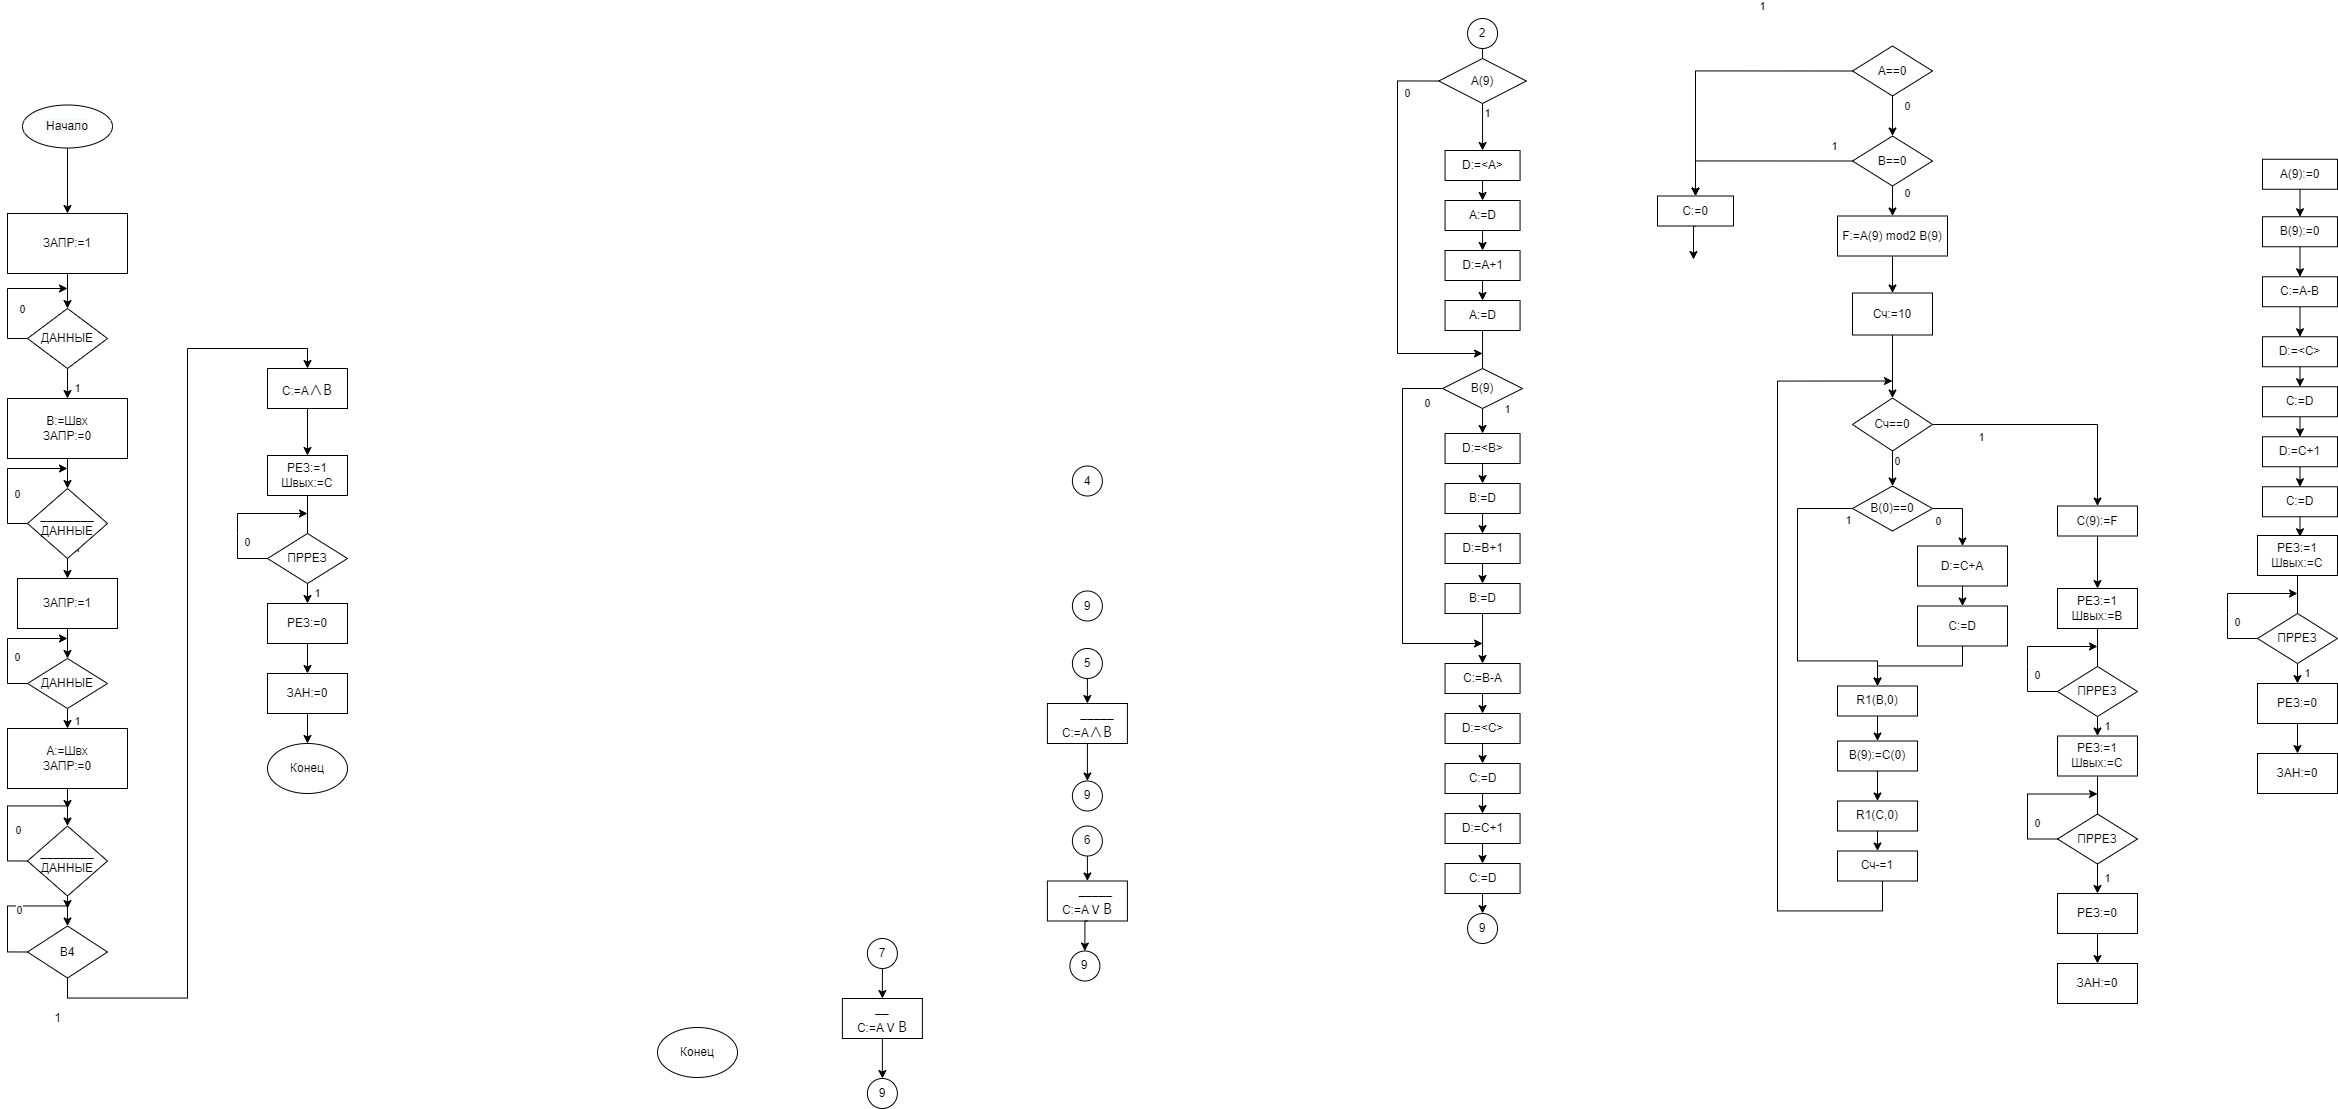 Начало
ЗАПР:=1
0
ДАННЫЕ
1
В:=Швх
ЗАПР:=0
0
ДАННЫЕ
ЗАПР:=1
0
ДАННЫЕ
1
А:=Швх
ЗАПР:=0
0
ДАННЫЕ
0
В4
1
С:=А∧В
РЕЗ:=1
Швых:=С
0
ПРРЕЗ
1
РЕЗ:=0
ЗАН:=0
Конец
Конец
7
С:=А V В
9
4
9
5
С:=А∧В
9
6
С:=А V В
9
2
A(9)
0
1
D:=<A>
A:=D
D:=A+1
A:=D
B(9)
0
1
D:=<B>
B:=D
D:=B+1
B:=D
C:=B-A
D:=<C>
C:=D
D:=C+1
C:=D
9
1
A==0
0
1
B==0
0
C:=0
F:=A(9) mod2 B(9)
Сч:=10
Сч==0
1
0
B(0)==0
1
0
D:=C+A
C:=D
R1(B,0)
B(9):=C(0)
R1(C,0)
Сч-=1
C(9):=F
РЕЗ:=1
Швых:=В
0
ПРРЕЗ
1
РЕЗ:=1
Швых:=С
0
ПРРЕЗ
1
РЕЗ:=0
ЗАН:=0
A(9):=0
B(9):=0
C:=A-B
D:=<C>
C:=D
D:=C+1
C:=D
РЕЗ:=1
Швых:=С
0
ПРРЕЗ
1
РЕЗ:=0
ЗАН:=0